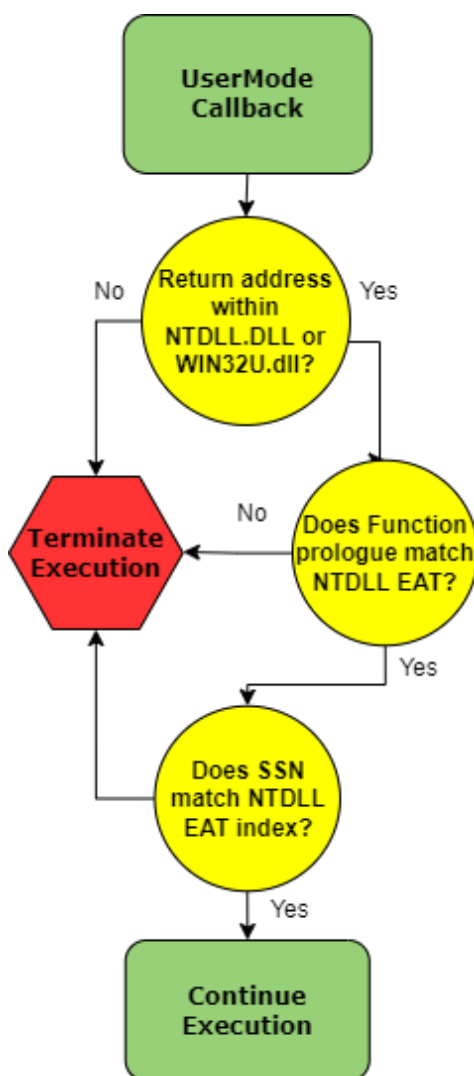 UserMode
Callback
No
Yes
Return address
within
NTDLL.DLL or
WIN32U.dll?
No
Terminate
Execution
Does Function
prologue match
NTDLL EAT?
Yes
Does SSN
match NTDLL
EAT index?
Yes
Continue
Execution